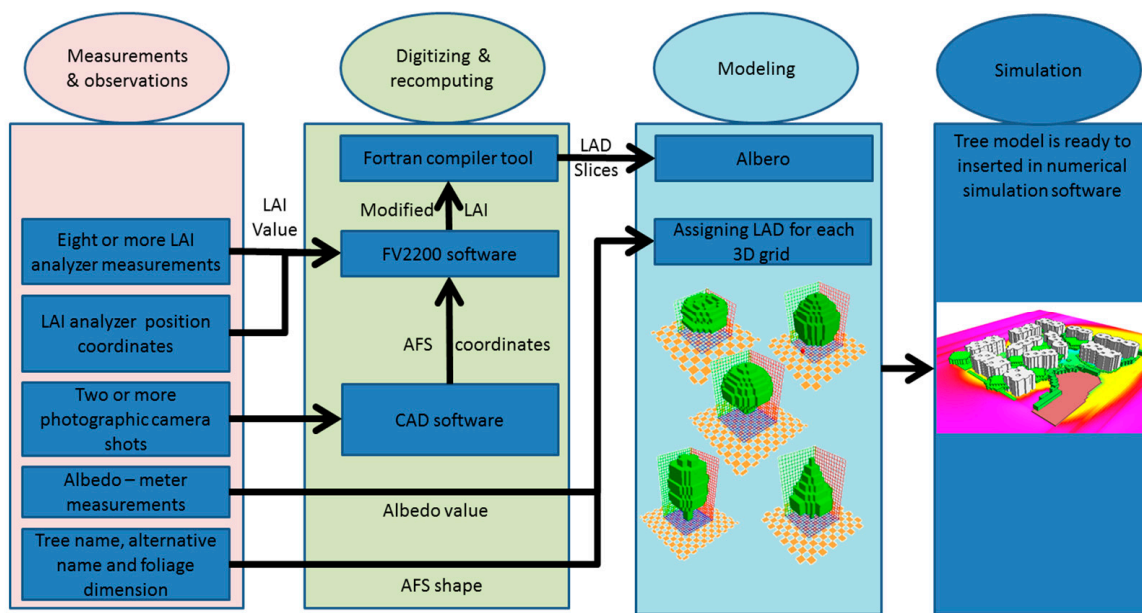 Measurements
& observations
Digitizing &
recomputing
Modeling
Simulation
Eight or more LAI
analyzer measurements
LAI analyzer position
coordinates
Two or more
photographic camera
shots
Albedo – meter
measurements
Tree name, alternative
name and foliage
dimension
LAI
Value
Fortran compiler tool
Modified LAI
FV2200 software
AFS coordinates
CAD software
Albedo value
AFS shape
LAD
Slices
Albero
Assigning LAD for each
3D grid
Tree model is ready to
inserted in numerical
simulation software